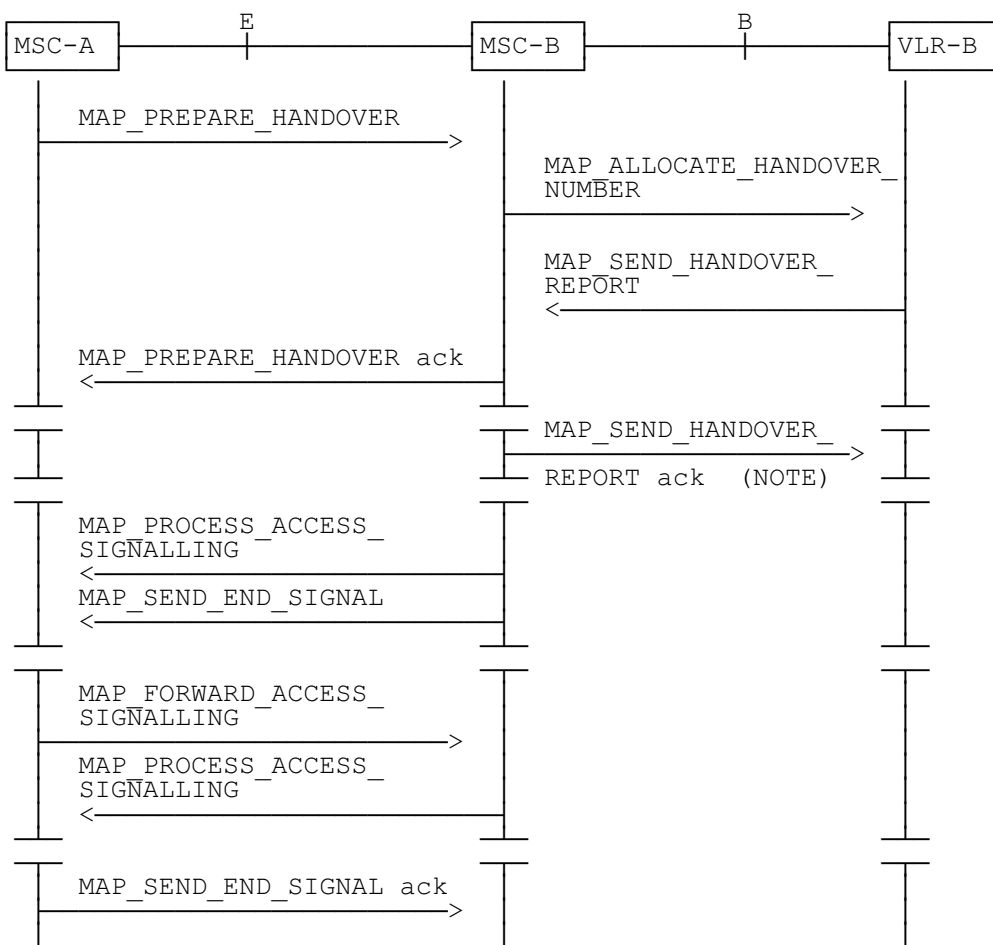 E B
MSC-A MSC-B VLR-B
MAP_PREPARE_HANDOVER
MAP_ALLOCATE_HANDOVER_
NUMBER
MAP_SEND_HANDOVER_
REPORT
MAP_PREPARE_HANDOVER ack
MAP_SEND_HANDOVER_
REPORT ack (NOTE)
MAP_PROCESS_ACCESS_
SIGNALLING
MAP_SEND_END_SIGNAL
MAP_FORWARD_ACCESS_
SIGNALLING
MAP_PROCESS_ACCESS_
SIGNALLING
MAP_SEND_END_SIGNAL ack